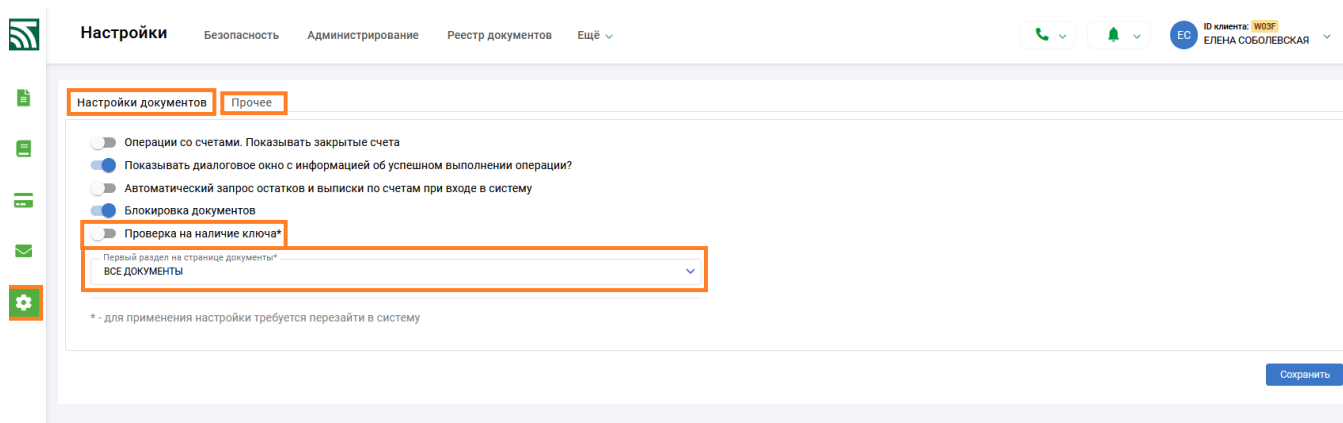 Настройки Безопасность Администрирование Реестр документов Ещё
ID клиента: W03F
EC ЕЛЕНА СОБОЛЕВСКАЯ
Настройки документов Прочее
Операции со счетами. Показывать закрытые счета
Показывать диалоговое окно с информацией об успешном выполнении операции?
Автоматический запрос остатков и выписки по счетам при входе в систему
Блокировка документов
Проверка на наличие ключа*
Первый раздел на странице документы*
ВСЕ ДОКУМЕНТЫ
* - для применения настройки требуется перезайти в систему
Сохранить